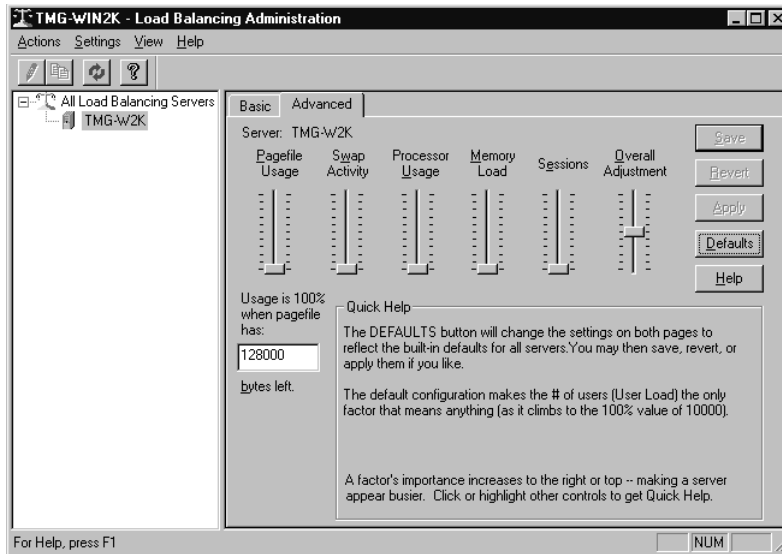 TMG-WIN2K - Load Balancing Administration
Actions Settings View Help
All Load Balancing Servers
TMG-W2K
Basic Advanced
Server: TMG-W2K
Pagefile Usage
Swap Activity
Processor Usage
Memory Load
Sessions
Overall Adjustment
Save
Revert
Apply
Defaults
Help
Usage is 100%
when pagefile
has:
128000
bytes left.
Quick Help
The DEFAULTS button will change the settings on both pages to
reflect the built-in defaults for all servers.You may then save, revert, or
apply them if you like.
The default configuration makes the # of users (User Load) the only
factor that means anything (as it climbs to the 100% value of 10000).
A factor's importance increases to the right or top -- making a server
appear busier. Click or highlight other controls to get Quick Help.
For Help, press F1
NUM